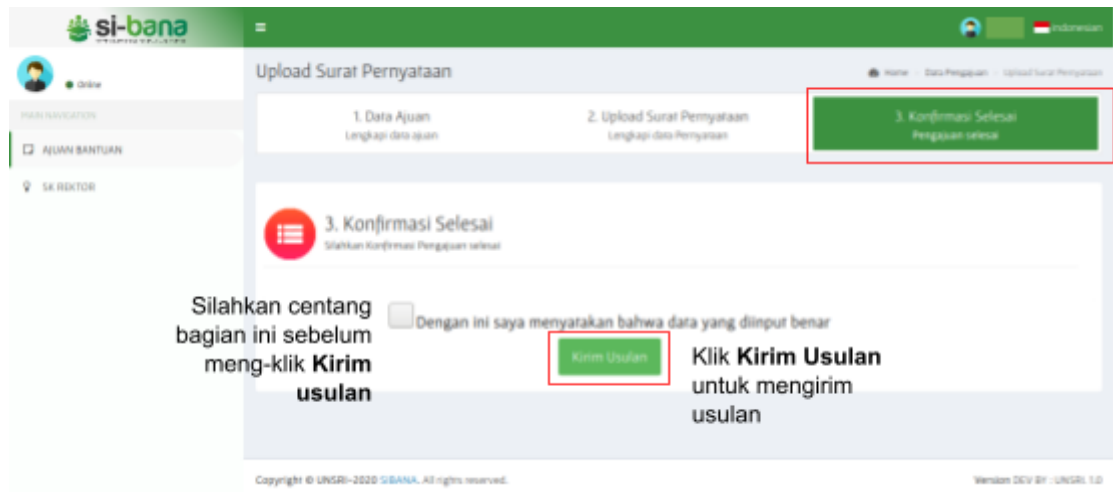 si-bana
indonesian
Online
Upload Surat Pernyataan
Home Data Pengajuan Upload Surat Pernyataan
MAIN NAVIGATION
AJUAN BANTUAN
SK REKTOR
1. Data Ajuan
Lengkapi data ajuan
2. Upload Surat Pernyataan
Lengkapi data Pernyataan
3. Konfirmasi Selesai
Pengajuan selesai
3. Konfirmasi Selesai
Silahkan Konfirmasi Pengajuan selesai
Silahkan centang
bagian ini sebelum
meng-klik Kirim
usulan
Dengan ini saya menyatakan bahwa data yang diinput benar
Kirim Usulan
Klik Kirim Usulan
untuk mengirim
usulan
Copyright © UNSRI-2020 SIBANA. All rights reserved.
Version DEV BY : UNSRI. 1.0